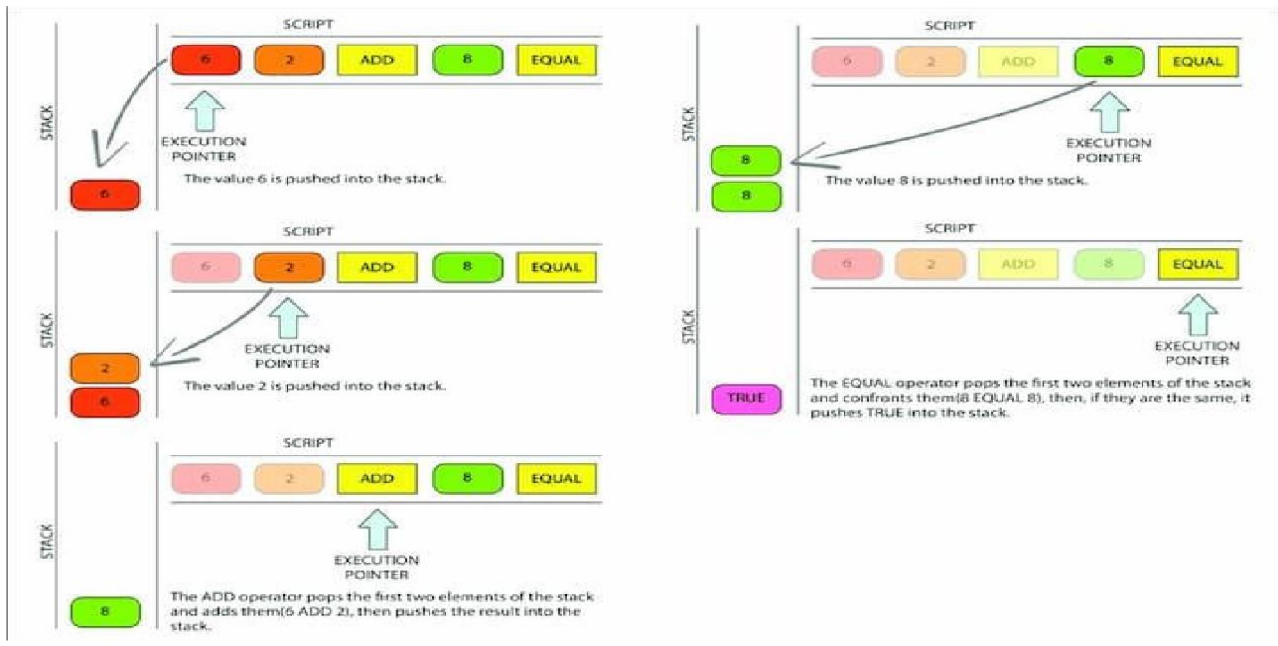 SCRIPT
6 2 ADD 8 EQUAL
STACK
EXECUTION
POINTER
The value 6 is pushed into the stack.
6
SCRIPT
6 2 ADD 8 EQUAL
STACK
EXECUTION
POINTER
2
The value 2 is pushed into the stack.
6
SCRIPT
6 2 ADD 8 EQUAL
STACK
EXECUTION
POINTER
The ADD operator pops the first two elements of the stack
8
and adds them(6 ADD 2), then pushes the result into the
stack.
SCRIPT
6 2 ADD 8 EQUAL
STACK
EXECUTION
POINTER
8
The value 8 is pushed into the stack.
8
SCRIPT
6 2 ADD 8 EQUAL
STACK
EXECUTION
POINTER
The EQUAL operator pops the first two elements of the stack
TRUE
and confronts them(8 EQUAL 8), then, if they are the same, it
pushes TRUE into the stack.